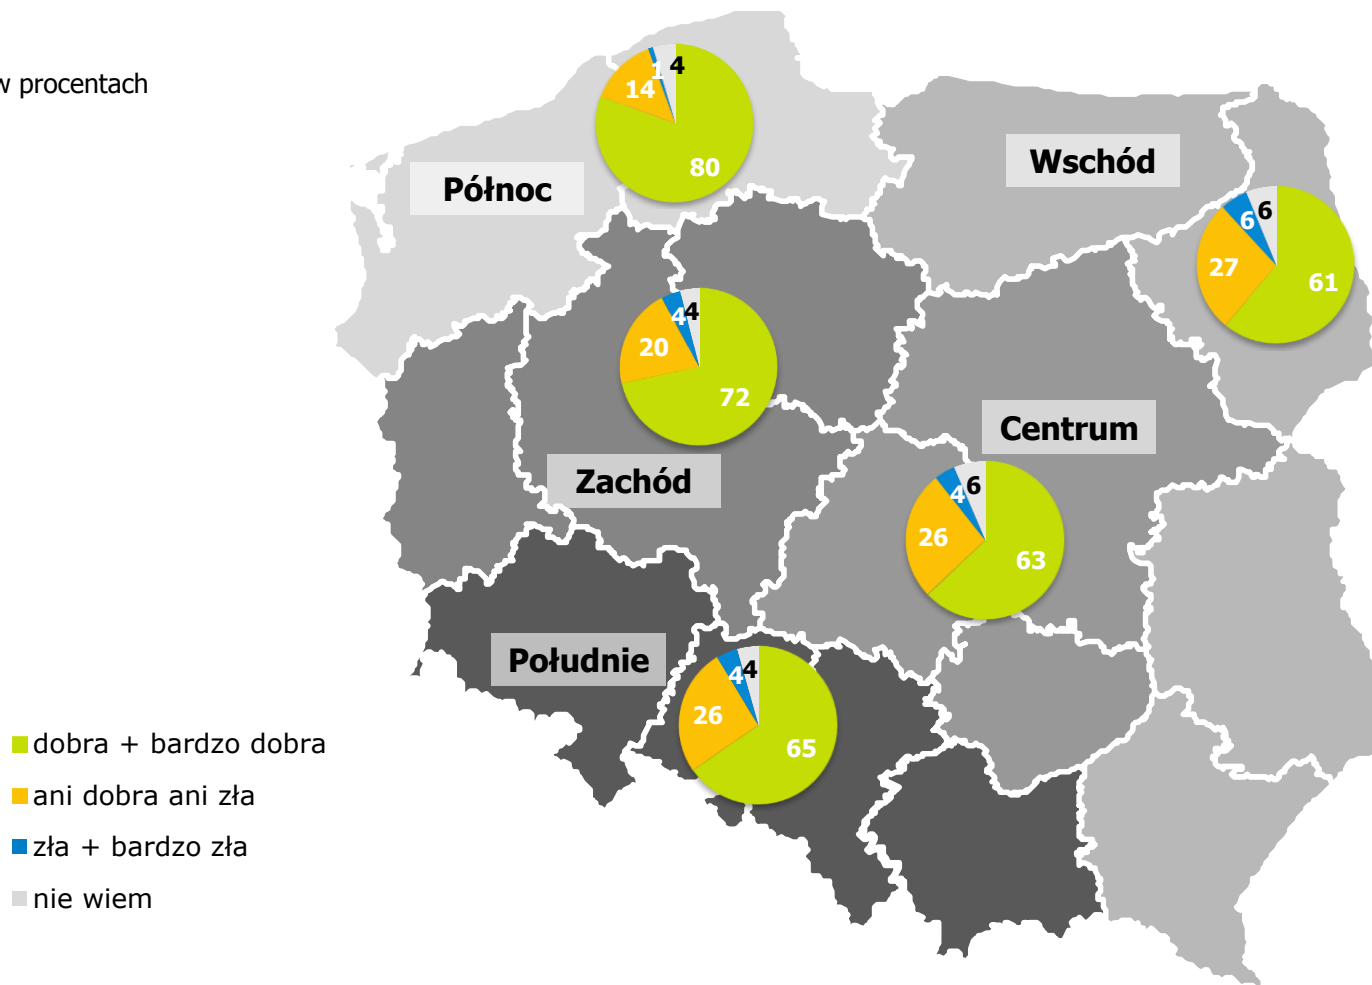 w procentach
4
1
14
80
Północ
Wschód
6
6
27
61
4
4
20
72
Zachód
Centrum
6
4
26
63
Południe
4
4
26
65
dobra + bardzo dobra
ani dobra ani zła
zła + bardzo zła
nie wiem